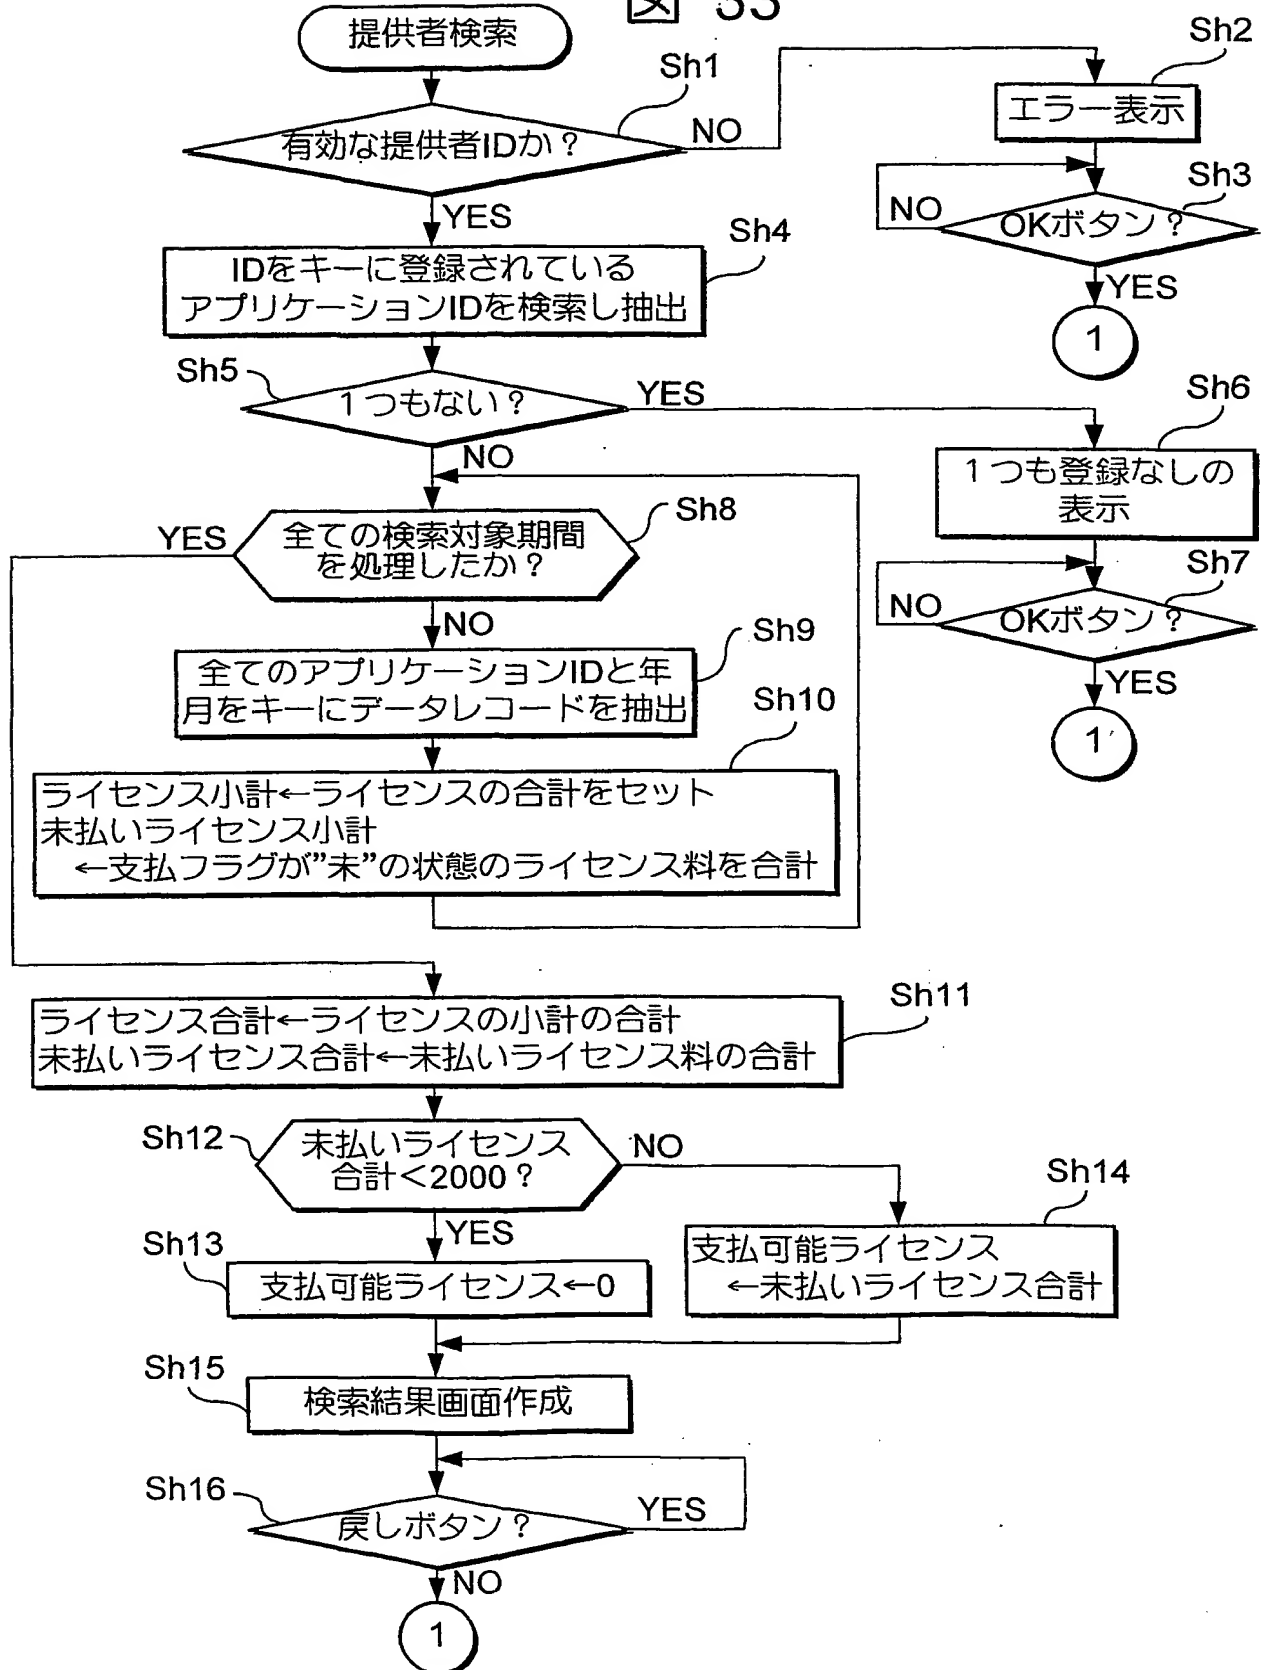 図 33
提供者検索
Sh1
有効な提供者IDか？
NO
YES
Sh2
エラー表示
Sh3
OKボタン？
NO
YES
1
Sh4
IDをキーに登録されている
アプリケーションIDを検索し抽出
Sh5
1つもない？
YES
NO
Sh6
1つも登録なしの
表示
Sh7
OKボタン？
NO
YES
1
Sh8
全ての検索対象期間
を処理したか？
YES
NO
Sh9
全てのアプリケーションIDと年
月をキーにデータレコードを抽出
Sh10
ライセンス小計←ライセンスの合計をセット
未払いライセンス小計
←支払フラグが”未”の状態のライセンス料を合計
Sh11
ライセンス合計←ライセンスの小計の合計
未払いライセンス合計←未払いライセンス料の合計
Sh12
未払いライセンス
合計＜2000？
NO
YES
Sh13
支払可能ライセンス←0
Sh14
支払可能ライセンス
←未払いライセンス合計
Sh15
検索結果画面作成
Sh16
戻しボタン？
YES
NO
1